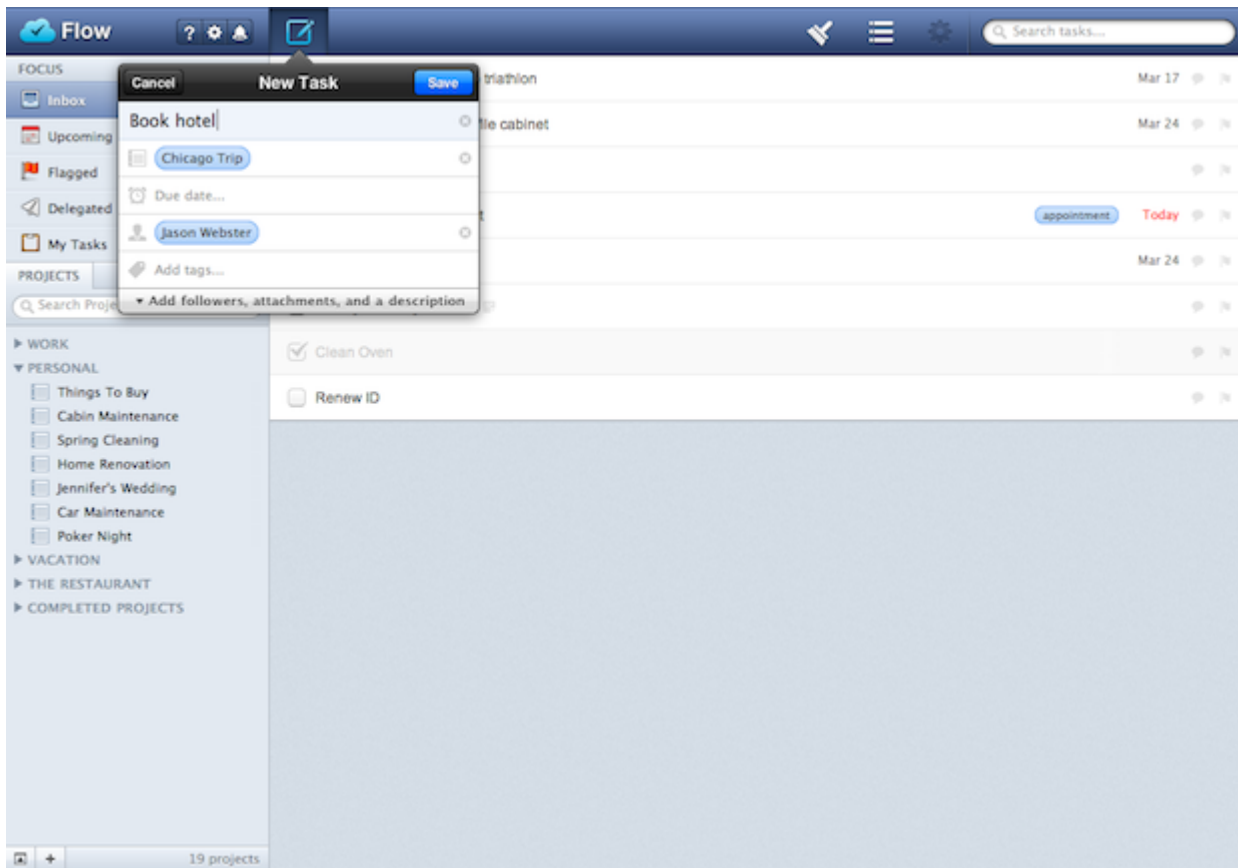 Flow
?
Search tasks...
FOCUS
Inbox
Upcoming
Flagged
Delegated
My Tasks
PROJECTS
Search Proje
WORK
PERSONAL
Things To Buy
Cabin Maintenance
Spring Cleaning
Home Renovation
Jennifer's Wedding
Car Maintenance
Poker Night
VACATION
THE RESTAURANT
COMPLETED PROJECTS
19 projects
Cancel New Task Save
Book hotel
Chicago Trip
Due date...
Jason Webster
Add tags...
Add followers, attachments, and a description
triathlon Mar 17
file cabinet Mar 24
appointment Today
Mar 24
Clean Oven
Renew ID